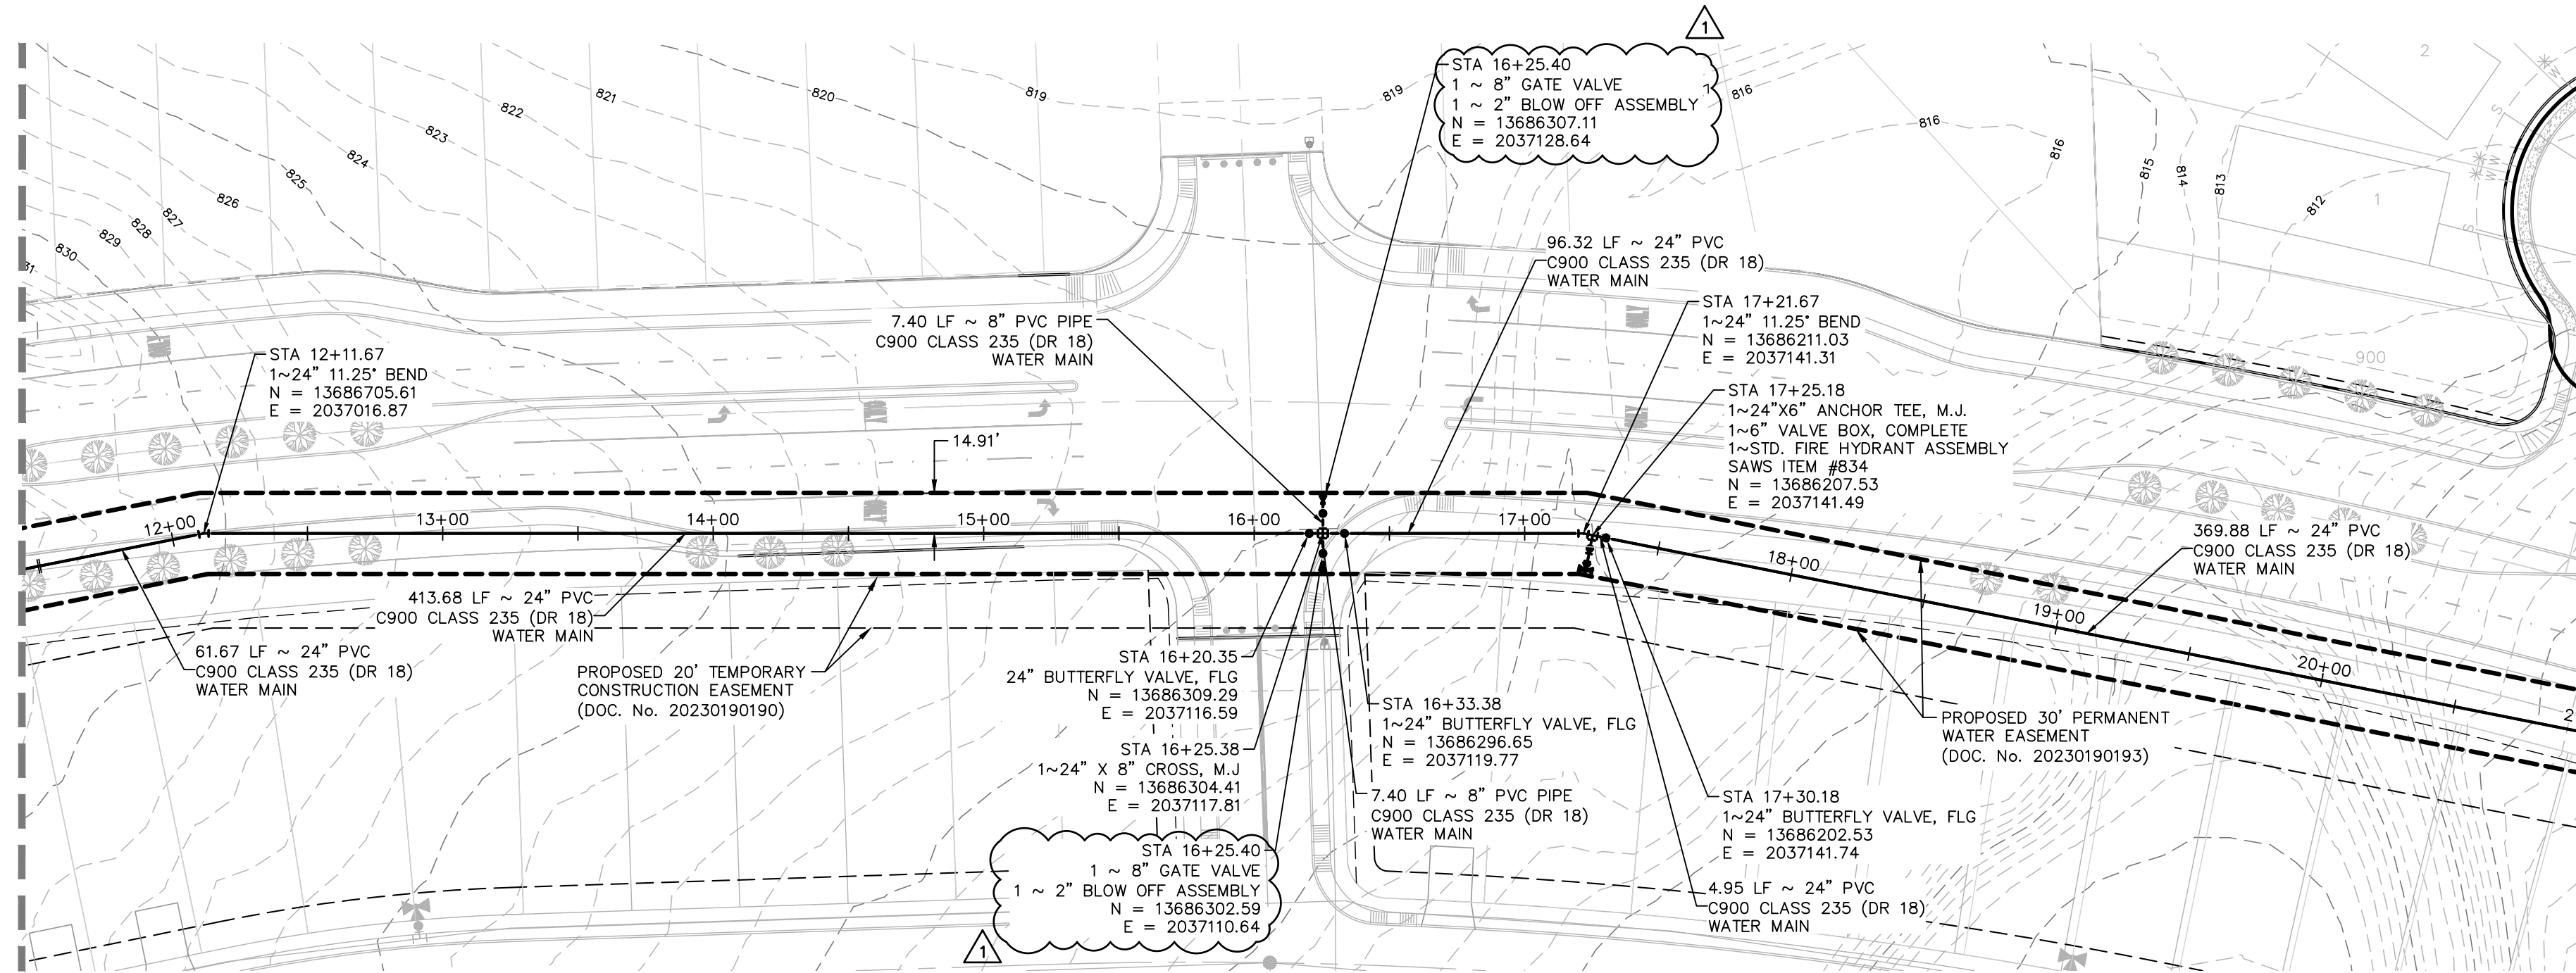 1
STA 16+25.40
1 ~ 8" GATE VALVE
1 ~ 2" BLOW OFF ASSEMBLY
N = 13686307.11
E = 2037128.64
830
829
828
827
826
825
824
823
822
821
820
819
819
816
816
816
815
814
813
812
2
1
900
S
S
W
96.32 LF ~ 24" PVC
C900 CLASS 235 (DR 18)
WATER MAIN
7.40 LF ~ 8" PVC PIPE
C900 CLASS 235 (DR 18)
WATER MAIN
STA 17+21.67
1~24" 11.25° BEND
N = 13686211.03
E = 2037141.31
STA 12+11.67
1~24" 11.25° BEND
N = 13686705.61
E = 2037016.87
STA 17+25.18
1~24"X6" ANCHOR TEE, M.J.
1~6" VALVE BOX, COMPLETE
1~STD. FIRE HYDRANT ASSEMBLY
SAWS ITEM #834
N = 13686207.53
E = 2037141.49
14.91'
12+00
13+00
14+00
15+00
16+00
17+00
18+00
19+00
20+00
369.88 LF ~ 24" PVC
C900 CLASS 235 (DR 18)
WATER MAIN
413.68 LF ~ 24" PVC
C900 CLASS 235 (DR 18)
WATER MAIN
61.67 LF ~ 24" PVC
C900 CLASS 235 (DR 18)
WATER MAIN
PROPOSED 20' TEMPORARY
CONSTRUCTION EASEMENT
(DOC. No. 20230190190)
STA 16+20.35
24" BUTTERFLY VALVE, FLG
N = 13686309.29
E = 2037116.59
STA 16+25.38
1~24" X 8" CROSS, M.J
N = 13686304.41
E = 2037117.81
STA 16+25.40
1 ~ 8" GATE VALVE
1 ~ 2" BLOW OFF ASSEMBLY
N = 13686302.59
E = 2037110.64
1
STA 16+33.38
1~24" BUTTERFLY VALVE, FLG
N = 13686296.65
E = 2037119.77
7.40 LF ~ 8" PVC PIPE
C900 CLASS 235 (DR 18)
WATER MAIN
PROPOSED 30' PERMANENT
WATER EASEMENT
(DOC. No. 20230190193)
STA 17+30.18
1~24" BUTTERFLY VALVE, FLG
N = 13686202.53
E = 2037141.74
4.95 LF ~ 24" PVC
C900 CLASS 235 (DR 18)
WATER MAIN